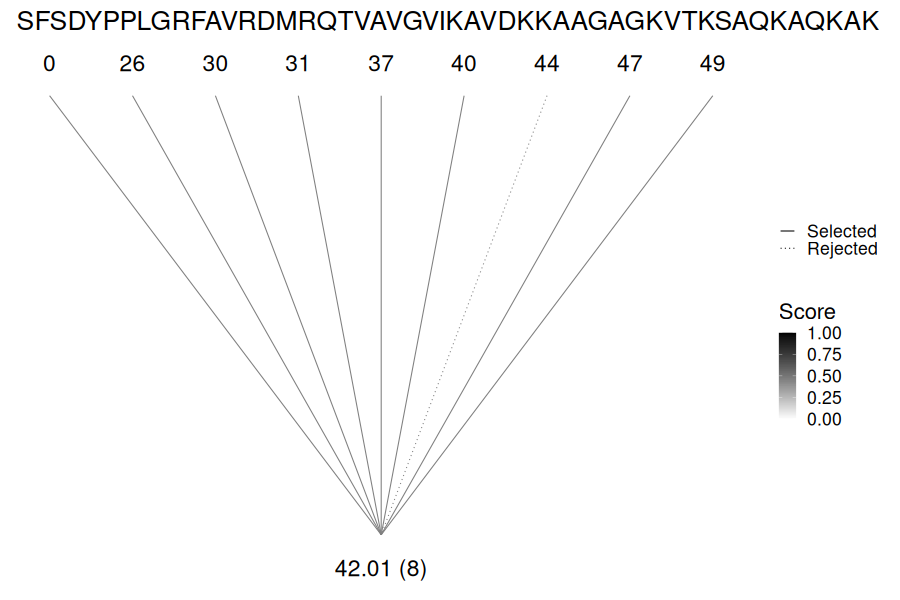 SFSDYPPLGRFAVRDMRQTVAVGVIKAVDKKAAGAGKVTKSAQKAQKAK
0 26 30 31 37 40 44 47 49
Selected
Rejected
Score
1.00
0.75
0.50
0.25
0.00
42.01 (8)